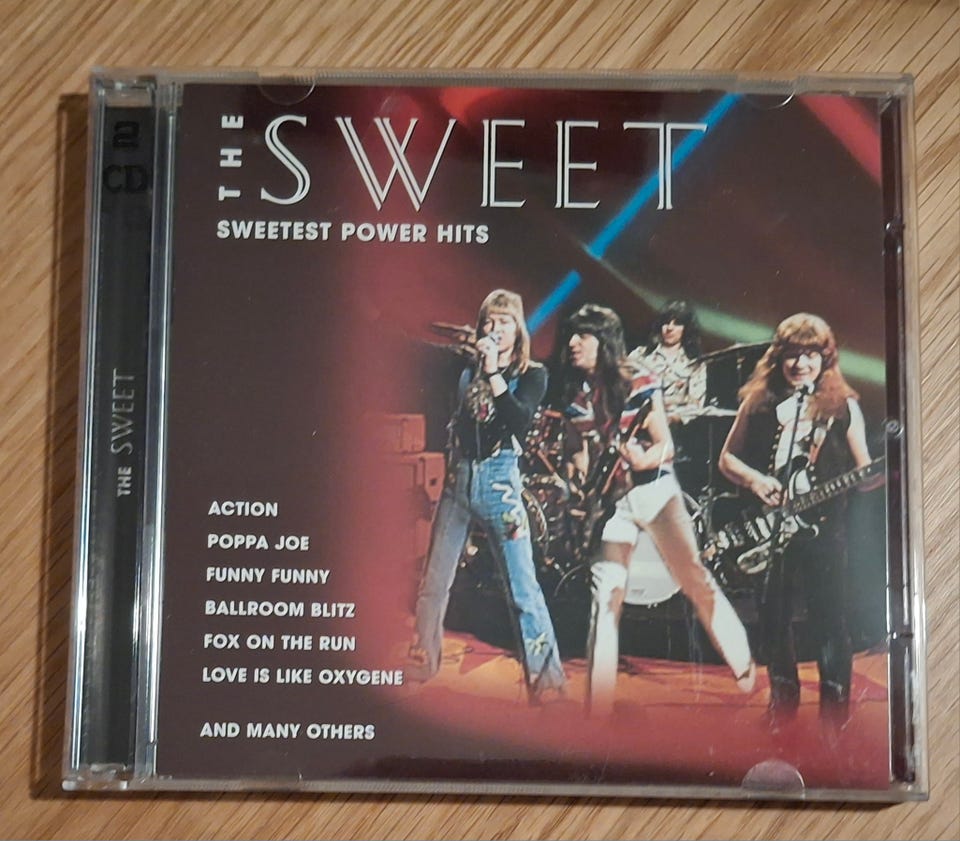 THE SWEET
SWEETEST POWER HITS
ACTION
POPPA JOE
FUNNY FUNNY
BALLROOM BLITZ
FOX ON THE RUN
LOVE IS LIKE OXYGENE
AND MANY OTHERS
2
CD
THE SWEET